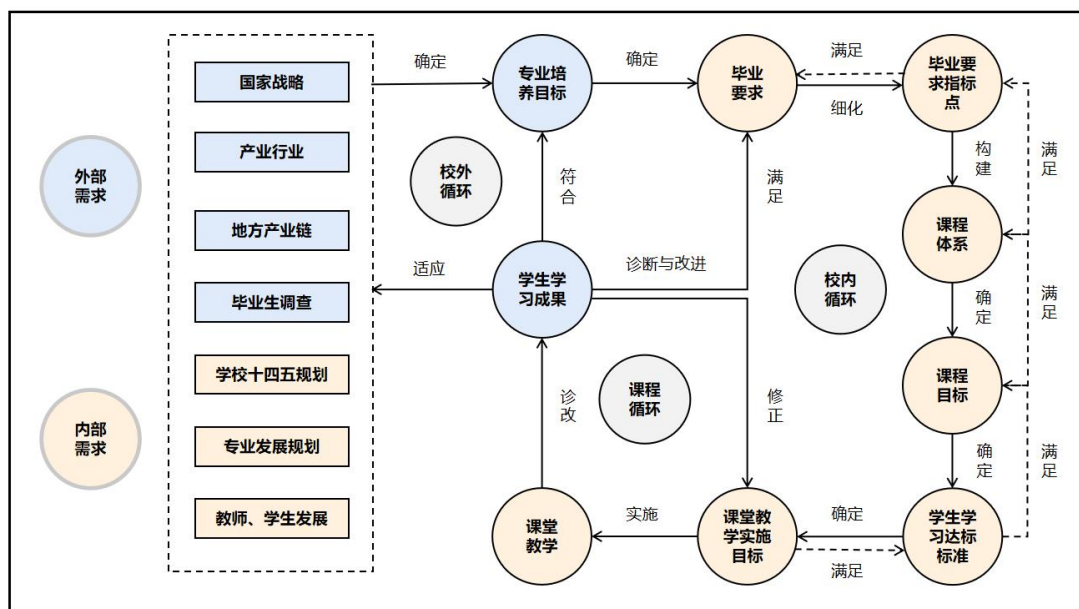 外部
需求
内部
需求
国家战略
产业行业
地方产业链
毕业生调查
学校十四五规划
专业发展规划
教师、学生发展
确定
专业培
养目标
确定
毕业
要求
满足
细化
毕业要
求指标
点
校外
循环
符
合
满
足
构
建
满
足
课程
体系
适应
学生学
习成果
诊断与改进
校内
循环
确
定
满
足
课程
循环
课程
目标
诊
改
修
正
确
定
满
足
课堂
教学
实施
课堂教
学实施
目标
确定
满足
学生学
习达标
标准